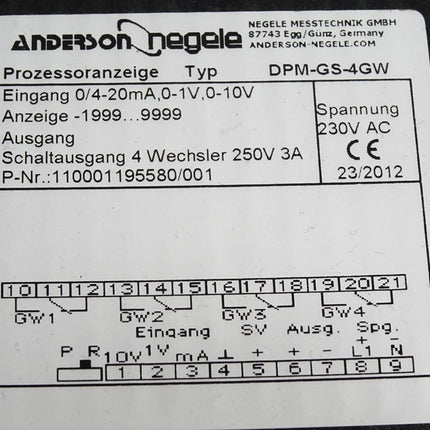 ANDERSON negele
NEGELE MESSTECHNIK GMBH
87743 Egg/Günz, Germany
ANDERSON-NEGELE.COM
Prozessoranzeige Typ DPM-GS-4GW
Eingang 0/4-20mA,0-1V,0-10V
Anzeige -1999...9999
Ausgang
Schaltausgang 4 Wechsler 250V 3A
P-Nr.:110001195580/001
Spannung
230V AC
CE
23/2012
10 11 12 13 14 15 16 17 18 19 20 21
GW1 GW2 GW3 GW4
Eingang SV Ausg. Spg.
P R 10V 1V mA ⊥ + + - + L1 N
1 2 3 4 5 6 7 8 9